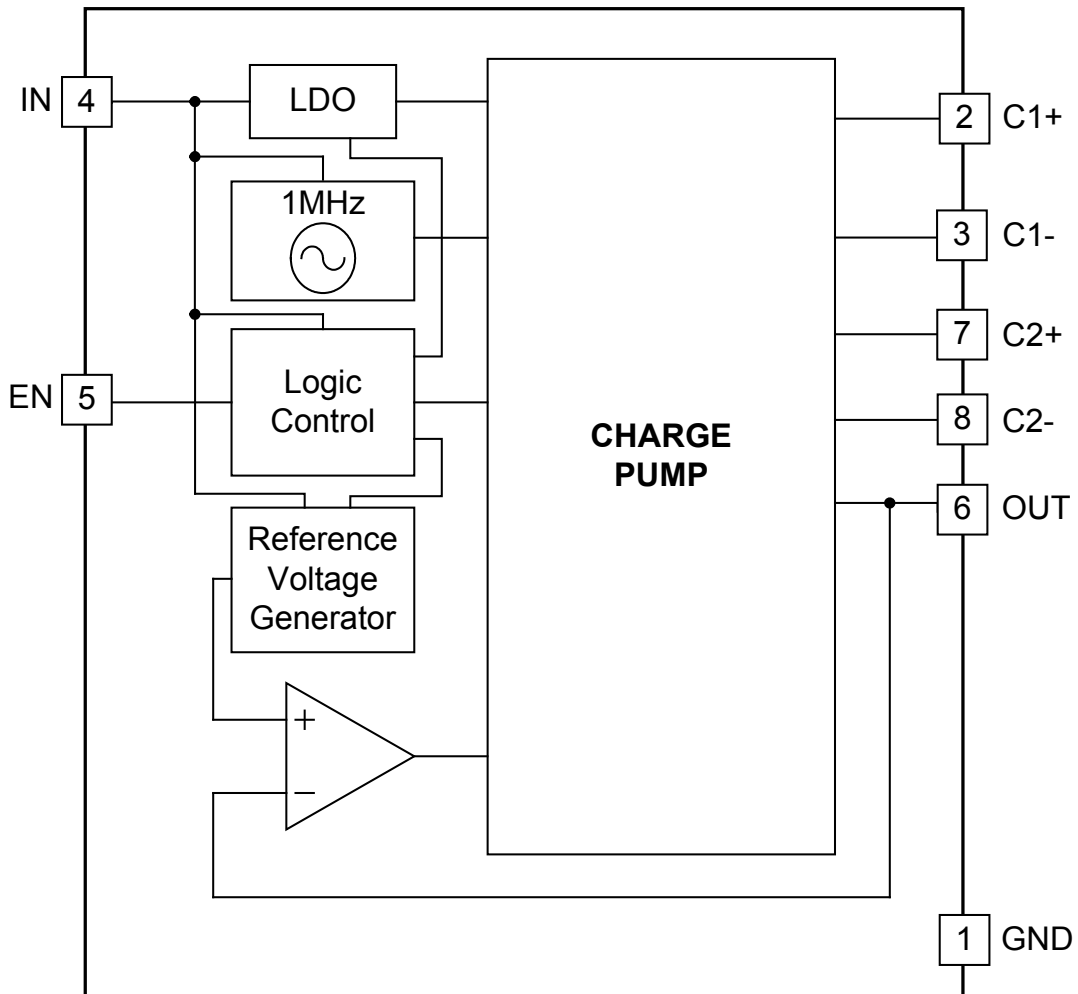 IN 4
LDO
2 C1+
1MHz
3 C1-
7 C2+
EN 5
Logic
Control
8 C2-
CHARGE
PUMP
6 OUT
Reference
Voltage
Generator
+
−
1 GND